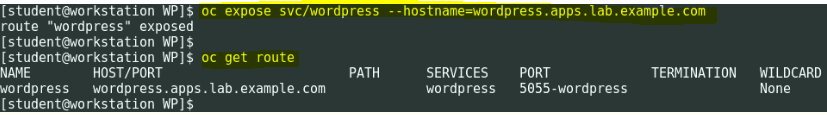 [student@workstation WP]$ oc expose svc/wordpress --hostname=wordpress.apps.lab.example.com
route "wordpress" exposed
[student@workstation WP]$
[student@workstation WP]$ oc get route
NAME HOST/PORT PATH SERVICES PORT TERMINATION WILDCARD
wordpress wordpress.apps.lab.example.com wordpress 5055-wordpress None
[student@workstation WP]$